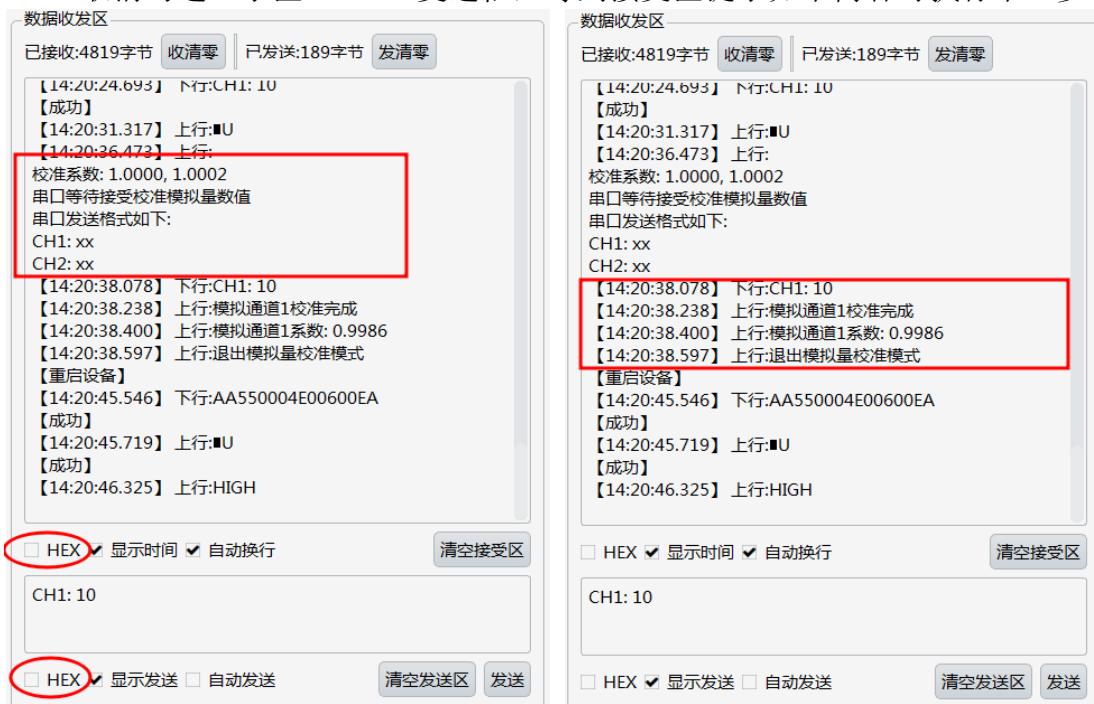 数据收发区
已接收:4819字节 收清零 已发送:189字节 发清零
【14:20:24.693】 下行:CH1: 10
【成功】
【14:20:31.317】 上行:■U
【14:20:36.473】 上行:
校准系数: 1.0000, 1.0002
串口等待接受校准模拟量数值
串口发送格式如下:
CH1: xx
CH2: xx
【14:20:38.078】 下行:CH1: 10
【14:20:38.238】 上行:模拟通道1校准完成
【14:20:38.400】 上行:模拟通道1系数: 0.9986
【14:20:38.597】 上行:退出模拟量校准模式
【重启设备】
【14:20:45.546】 下行:AA550004E00600EA
【成功】
【14:20:45.719】 上行:■U
【成功】
【14:20:46.325】 上行:HIGH
HEX 显示时间 自动换行 清空接受区
CH1: 10
HEX 显示发送 自动发送 清空发送区 发送
数据收发区
已接收:4819字节 收清零 已发送:189字节 发清零
【14:20:24.693】 下行:CH1: 10
【成功】
【14:20:31.317】 上行:■U
【14:20:36.473】 上行:
校准系数: 1.0000, 1.0002
串口等待接受校准模拟量数值
串口发送格式如下:
CH1: xx
CH2: xx
【14:20:38.078】 下行:CH1: 10
【14:20:38.238】 上行:模拟通道1校准完成
【14:20:38.400】 上行:模拟通道1系数: 0.9986
【14:20:38.597】 上行:退出模拟量校准模式
【重启设备】
【14:20:45.546】 下行:AA550004E00600EA
【成功】
【14:20:45.719】 上行:■U
【成功】
【14:20:46.325】 上行:HIGH
HEX 显示时间 自动换行 清空接受区
CH1: 10
HEX 显示发送 自动发送 清空发送区 发送